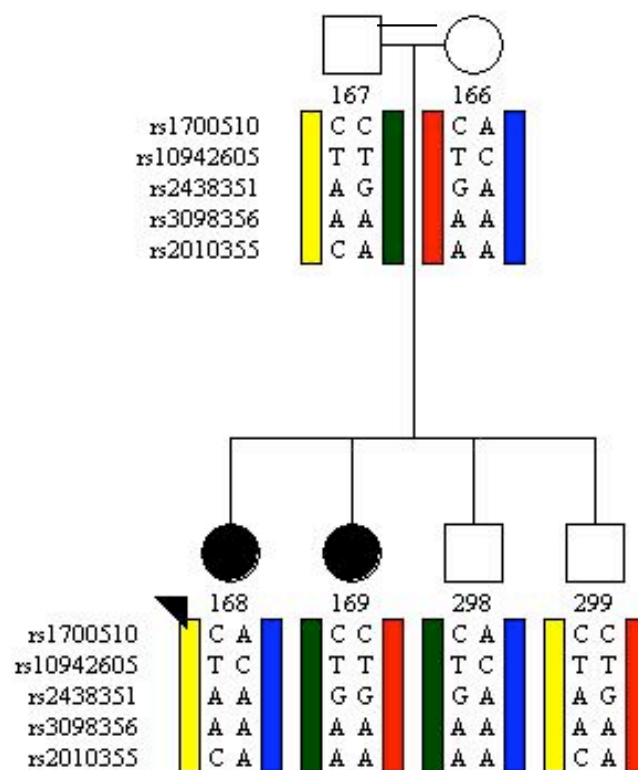 167 166
rs1700510 C C C A
rs10942605 T T T C
rs2438351 A G G A
rs3098356 A A A A
rs2010355 C A A A
168 169 298 299
rs1700510 C A C C C A C C
rs10942605 T C T T T C T T
rs2438351 A A G G G A A G
rs3098356 A A A A A A A A
rs2010355 C A A A A A C A